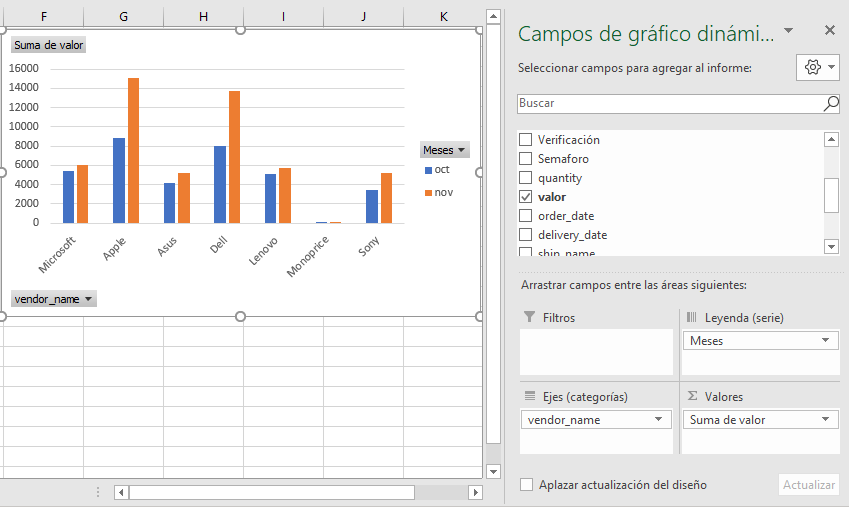 F G H I J K
Suma de valor
16000
14000
12000
10000
8000
6000
4000
2000
0
Microsoft
Apple
Asus
Dell
Lenovo
Monoprice
Sony
Meses
oct
nov
vendor_name
Campos de gráfico dinámi...
Seleccionar campos para agregar al informe:
Buscar
Verificación
Semaforo
quantity
valor
order_date
delivery_date
ship_name
Arrastrar campos entre las áreas siguientes:
Filtros
Leyenda (serie)
Meses
Ejes (categorías)
Σ Valores
vendor_name
Suma de valor
Aplazar actualización del diseño
Actualizar